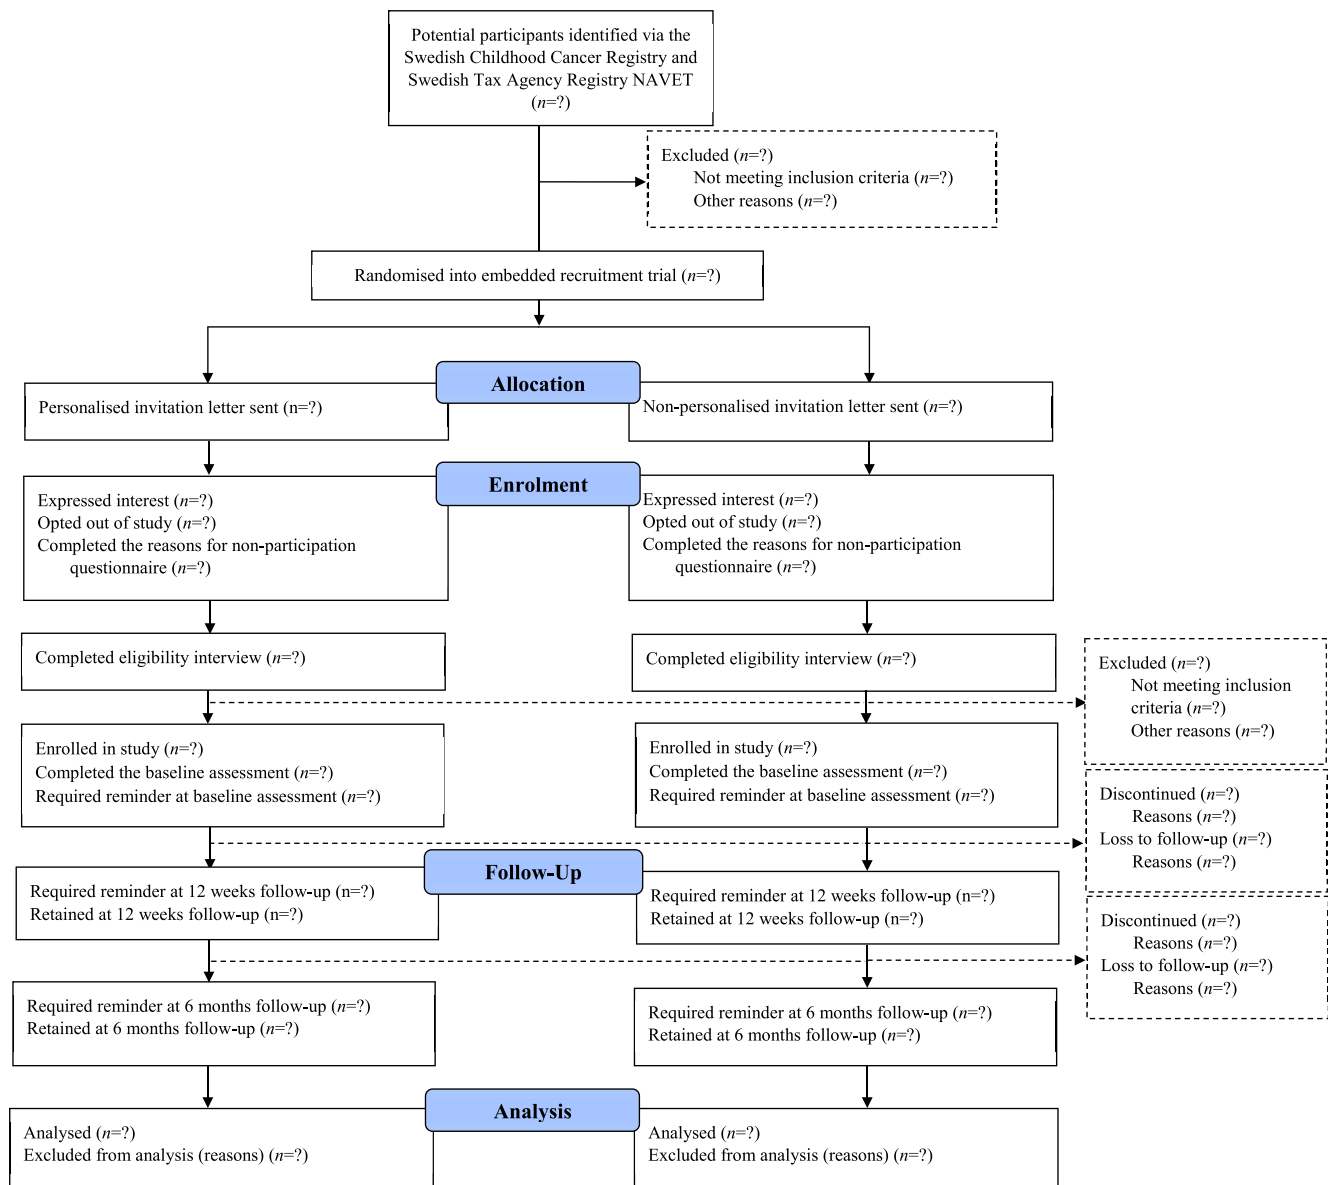 Potential participants identified via the
Swedish Childhood Cancer Registry and
Swedish Tax Agency Registry NAVET
(n=?)
Excluded (n=?)
Not meeting inclusion criteria (n=?)
Other reasons (n=?)
Randomised into embedded recruitment trial (n=?)
Allocation
Personalised invitation letter sent (n=?)
Non-personalised invitation letter sent (n=?)
Enrolment
Expressed interest (n=?)
Opted out of study (n=?)
Completed the reasons for non-participation
questionnaire (n=?)
Expressed interest (n=?)
Opted out of study (n=?)
Completed the reasons for non-participation
questionnaire (n=?)
Completed eligibility interview (n=?)
Completed eligibility interview (n=?)
Excluded (n=?)
Not meeting inclusion
criteria (n=?)
Other reasons (n=?)
Enrolled in study (n=?)
Completed the baseline assessment (n=?)
Required reminder at baseline assessment (n=?)
Enrolled in study (n=?)
Completed the baseline assessment (n=?)
Required reminder at baseline assessment (n=?)
Discontinued (n=?)
Reasons (n=?)
Loss to follow-up (n=?)
Reasons (n=?)
Follow-Up
Required reminder at 12 weeks follow-up (n=?)
Retained at 12 weeks follow-up (n=?)
Required reminder at 12 weeks follow-up (n=?)
Retained at 12 weeks follow-up (n=?)
Discontinued (n=?)
Reasons (n=?)
Loss to follow-up (n=?)
Reasons (n=?)
Required reminder at 6 months follow-up (n=?)
Retained at 6 months follow-up (n=?)
Required reminder at 6 months follow-up (n=?)
Retained at 6 months follow-up (n=?)
Analysis
Analysed (n=?)
Excluded from analysis (reasons) (n=?)
Analysed (n=?)
Excluded from analysis (reasons) (n=?)